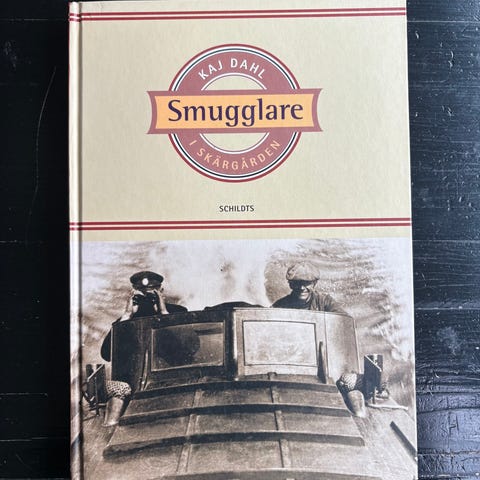 KAJ DAHL
Smugglare
I SKÄRGÅRDEN
SCHILDTS